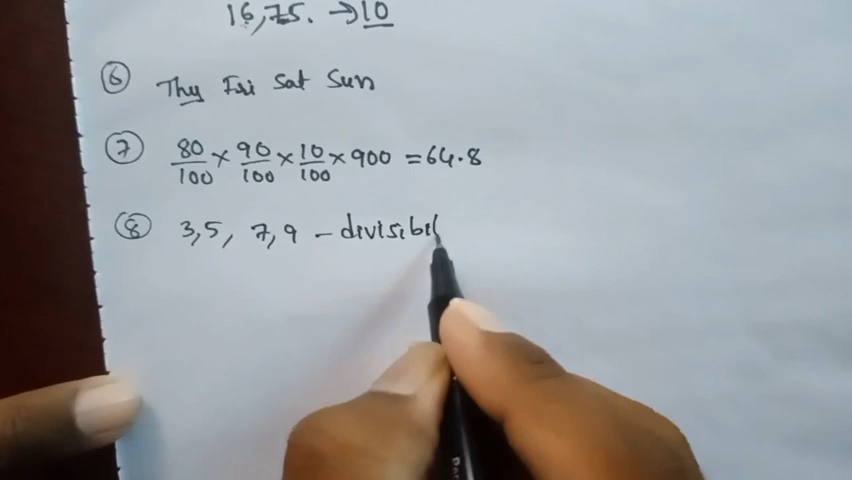 16,75. →10
⑥ Thu Fri Sat Sun
⑦ 80/100 × 90/100 × 10/100 × 900 = 64.8
⑧ 3,5, 7,9 - divisibil